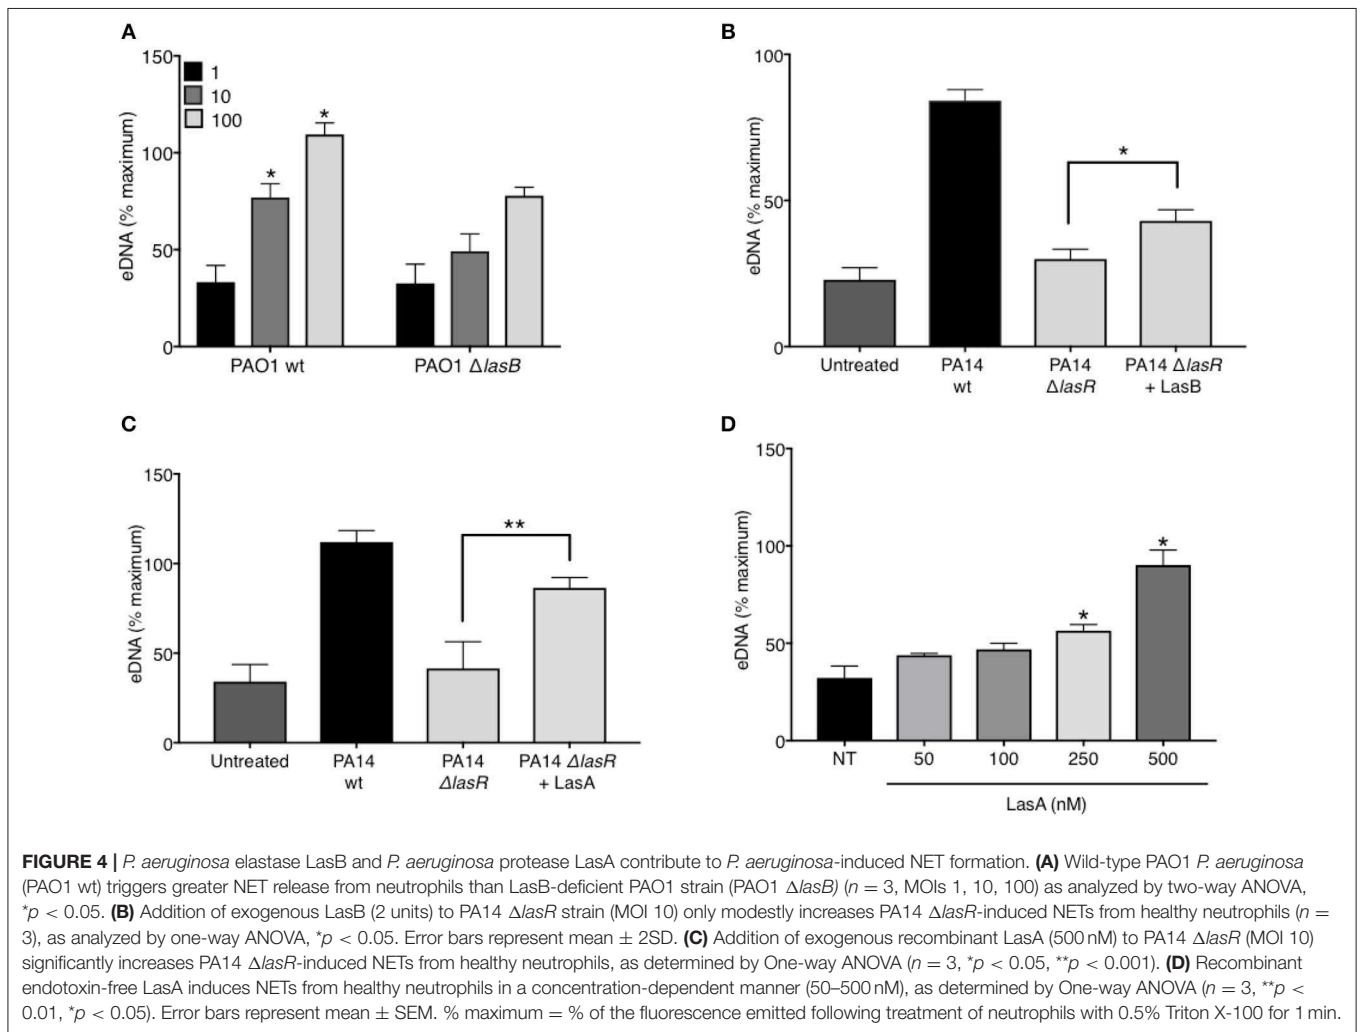 A
eDNA (% maximum)
150
100
50
0
1
10
100
*
*
PAO1 wt
PAO1 ΔlasB
B
eDNA (% maximum)
100
50
0
*
Untreated
PA14
wt
PA14
ΔlasR
PA14 ΔlasR
+ LasB
C
eDNA (% maximum)
150
100
50
0
**
Untreated
PA14
wt
PA14
ΔlasR
PA14 ΔlasR
+ LasA
D
eDNA (% maximum)
150
100
50
0
*
*
NT
50
100
250
500
LasA (nM)
FIGURE 4 | P. aeruginosa elastase LasB and P. aeruginosa protease LasA contribute to P. aeruginosa-induced NET formation. (A) Wild-type PAO1 P. aeruginosa
(PAO1 wt) triggers greater NET release from neutrophils than LasB-deficient PAO1 strain (PAO1 ΔlasB) (n = 3, MOIs 1, 10, 100) as analyzed by two-way ANOVA,
*p < 0.05. (B) Addition of exogenous LasB (2 units) to PA14 ΔlasR strain (MOI 10) only modestly increases PA14 ΔlasR-induced NETs from healthy neutrophils (n =
3), as analyzed by one-way ANOVA, *p < 0.05. Error bars represent mean ± 2SD. (C) Addition of exogenous recombinant LasA (500 nM) to PA14 ΔlasR (MOI 10)
significantly increases PA14 ΔlasR-induced NETs from healthy neutrophils, as determined by One-way ANOVA (n = 3, *p < 0.05, **p < 0.001). (D) Recombinant
endotoxin-free LasA induces NETs from healthy neutrophils in a concentration-dependent manner (50–500 nM), as determined by One-way ANOVA (n = 3, **p <
0.01, *p < 0.05). Error bars represent mean ± SEM. % maximum = % of the fluorescence emitted following treatment of neutrophils with 0.5% Triton X-100 for 1 min.